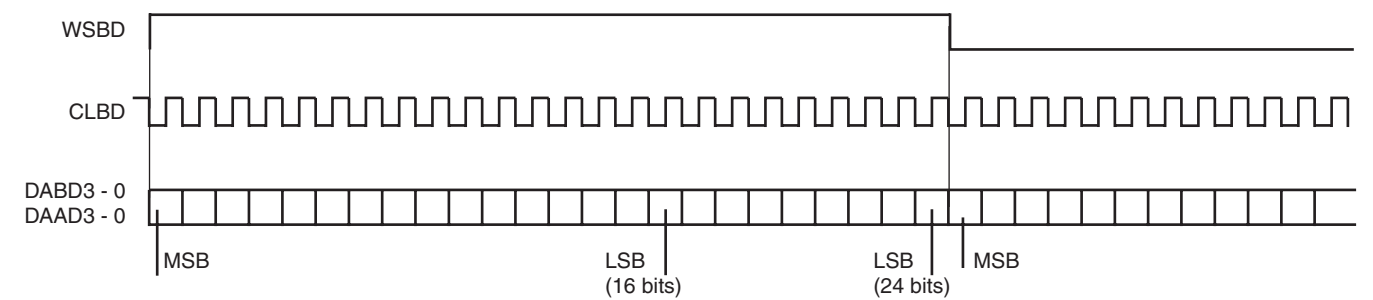 WSBD
CLBD
DABD3 - 0
DAAD3 - 0
MSB
LSB
(16 bits)
LSB
(24 bits)
MSB